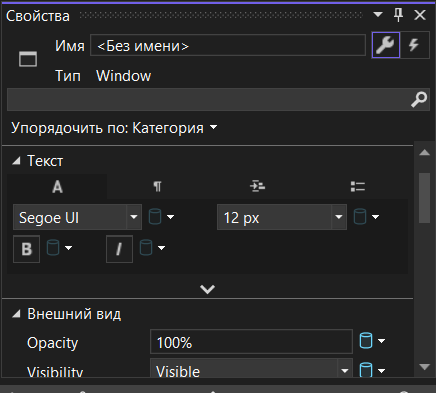 Свойства
Имя <Без имени>
Тип Window
Упорядочить по: Категория
Текст
A ¶
Segoe UI 12 px
B I
Внешний вид
Opacity 100%
Visibility Visible